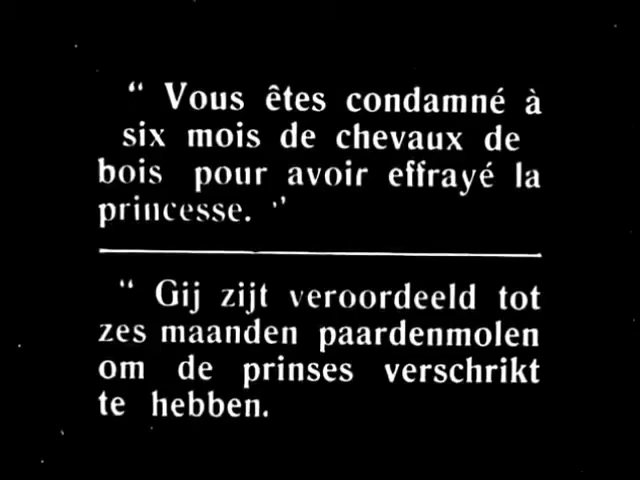 “ Vous êtes condamné à
six mois de chevaux de
bois pour avoir effrayé la
princesse. ”
“ Gij zijt veroordeeld tot
zes maanden paardenmolen
om de prinses verschrikt
te hebben.